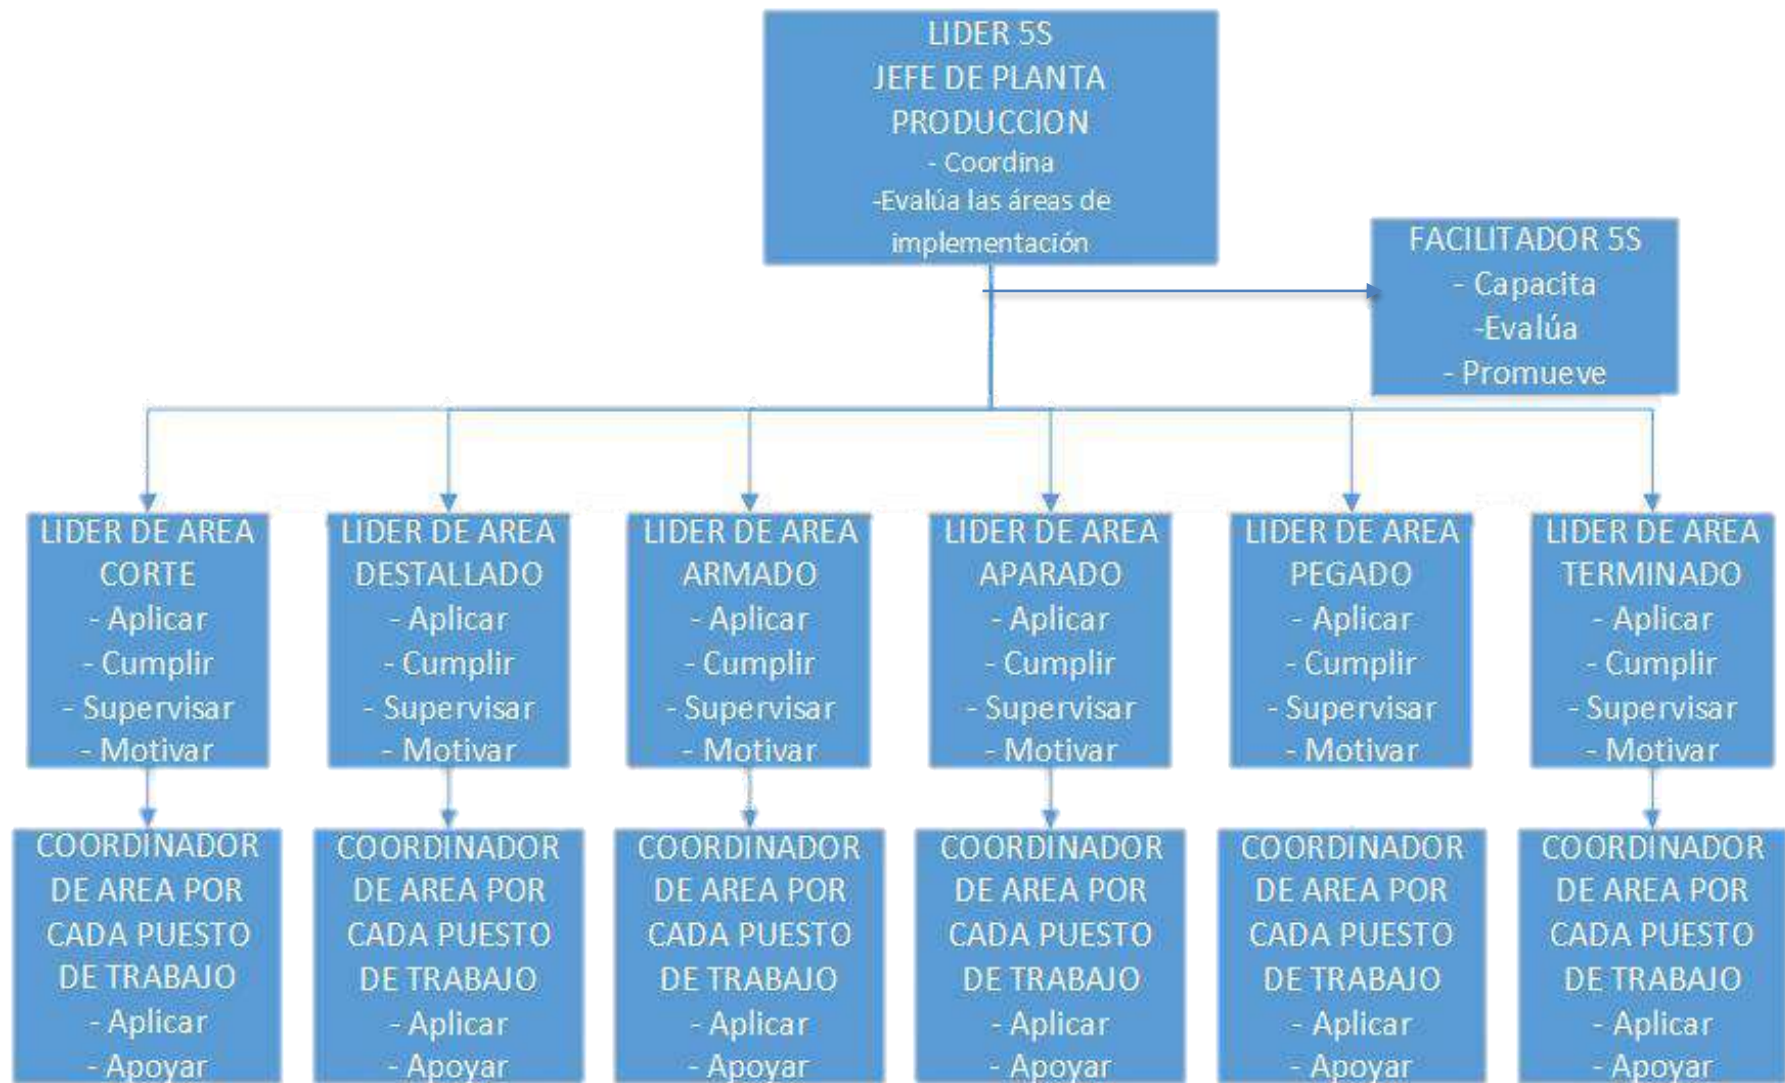 LIDER 5S
JEFE DE PLANTA
PRODUCCION
- Coordina
-Evalúa las áreas de
implementación
FACILITADOR 5S
- Capacita
-Evalúa
- Promueve
LIDER DE AREA
CORTE
- Aplicar
- Cumplir
- Supervisar
- Motivar
LIDER DE AREA
DESTALLADO
- Aplicar
- Cumplir
- Supervisar
- Motivar
LIDER DE AREA
ARMADO
- Aplicar
- Cumplir
- Supervisar
- Motivar
LIDER DE AREA
APARADO
- Aplicar
- Cumplir
- Supervisar
- Motivar
LIDER DE AREA
PEGADO
- Aplicar
- Cumplir
- Supervisar
- Motivar
LIDER DE AREA
TERMINADO
- Aplicar
- Cumplir
- Supervisar
- Motivar
COORDINADOR
DE AREA POR
CADA PUESTO
DE TRABAJO
- Aplicar
- Apoyar
COORDINADOR
DE AREA POR
CADA PUESTO
DE TRABAJO
- Aplicar
- Apoyar
COORDINADOR
DE AREA POR
CADA PUESTO
DE TRABAJO
- Aplicar
- Apoyar
COORDINADOR
DE AREA POR
CADA PUESTO
DE TRABAJO
- Aplicar
- Apoyar
COORDINADOR
DE AREA POR
CADA PUESTO
DE TRABAJO
- Aplicar
- Apoyar
COORDINADOR
DE AREA POR
CADA PUESTO
DE TRABAJO
- Aplicar
- Apoyar